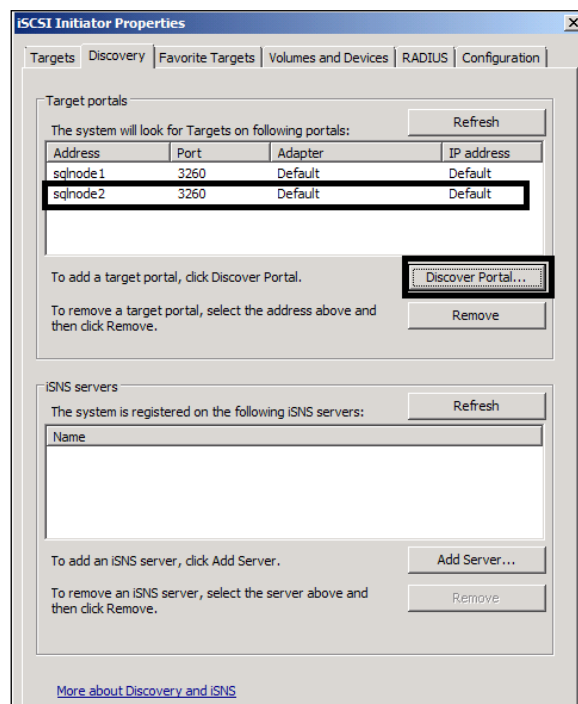 iSCSI Initiator Properties
Targets Discovery Favorite Targets Volumes and Devices RADIUS Configuration
Target portals
The system will look for Targets on following portals:
Refresh
Address Port Adapter IP address
sqlnode1 3260 Default Default
sqlnode2 3260 Default Default
To add a target portal, click Discover Portal.
Discover Portal...
To remove a target portal, select the address above and
then click Remove.
Remove
iSNS servers
The system is registered on the following iSNS servers:
Refresh
Name
To add an iSNS server, click Add Server.
Add Server...
To remove an iSNS server, select the server above and
then click Remove.
Remove
More about Discovery and iSNS